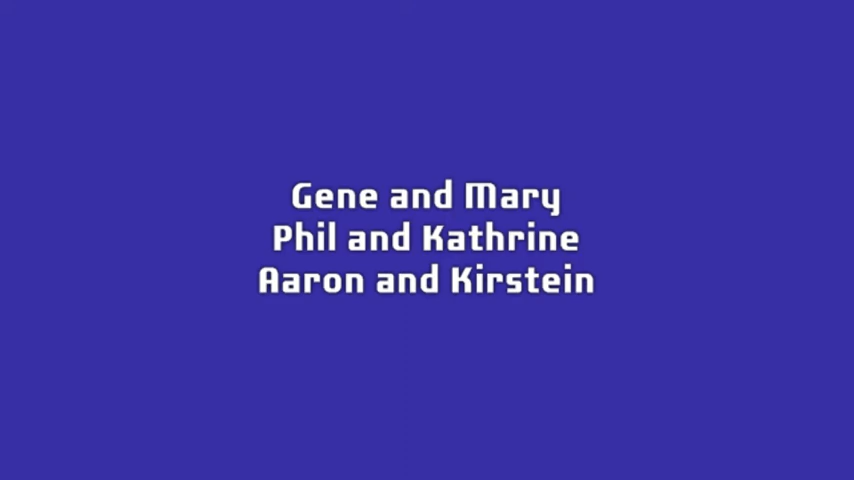 Gene and Mary
Phil and Kathrine
Aaron and Kirstein